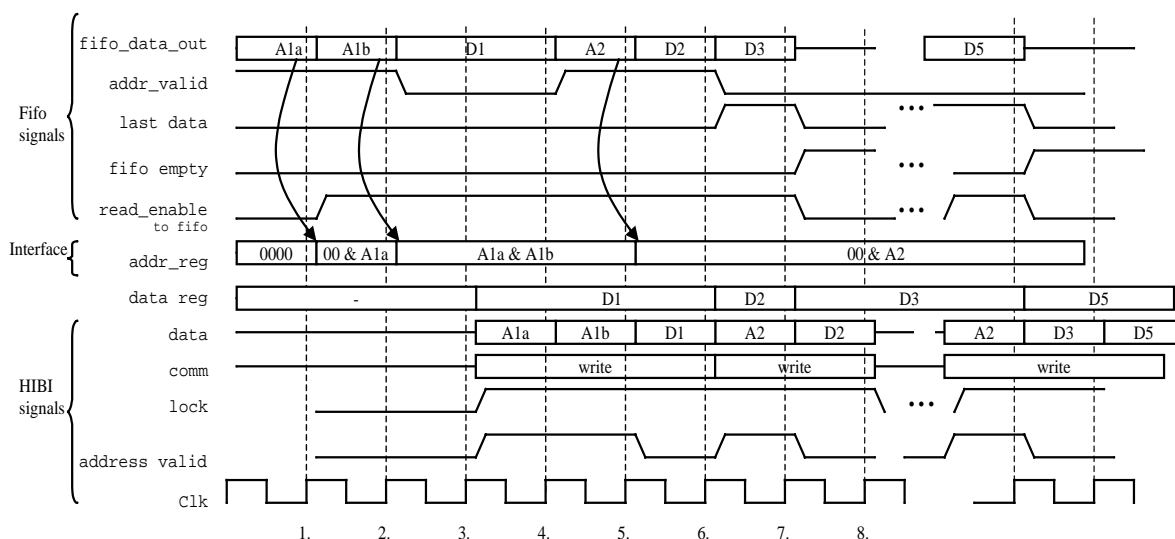 fifo_data_out A1a A1b D1 A2 D2 D3 D5
addr_valid
Fifo
signals
last data •••
fifo empty •••
read_enable •••
to fifo
Interface
addr_reg 0000 00 & A1a A1a & A1b 00 & A2
data reg - D1 D2 D3 D5
data A1a A1b D1 A2 D2 A2 D3 D5
comm write write write
HIBI
signals
lock •••
address valid
Clk
1. 2. 3. 4. 5. 6. 7. 8.